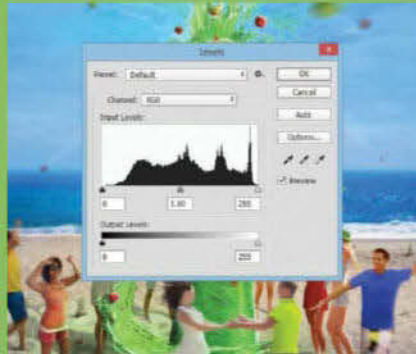 Levels
Preset: Default
OK
Cancel
Channel: RGB
Auto
Input Levels:
Options...
Preview
0 1.00 255
Output Levels:
0 255